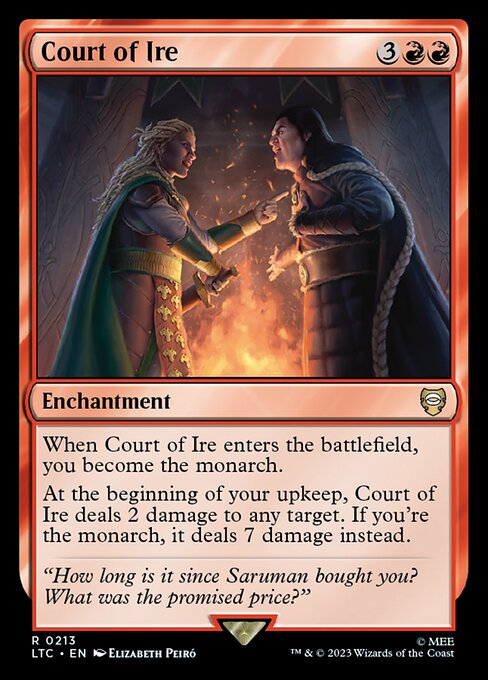 Court of Ire 3
Enchantment
When Court of Ire enters the battlefield,
you become the monarch.
At the beginning of your upkeep, Court of
Ire deals 2 damage to any target. If you’re
the monarch, it deals 7 damage instead.
“How long is it since Saruman bought you?
What was the promised price?”
R 0213
LTC • EN Elizabeth Peiró
© MEE
™ & © 2023 Wizards of the Coast